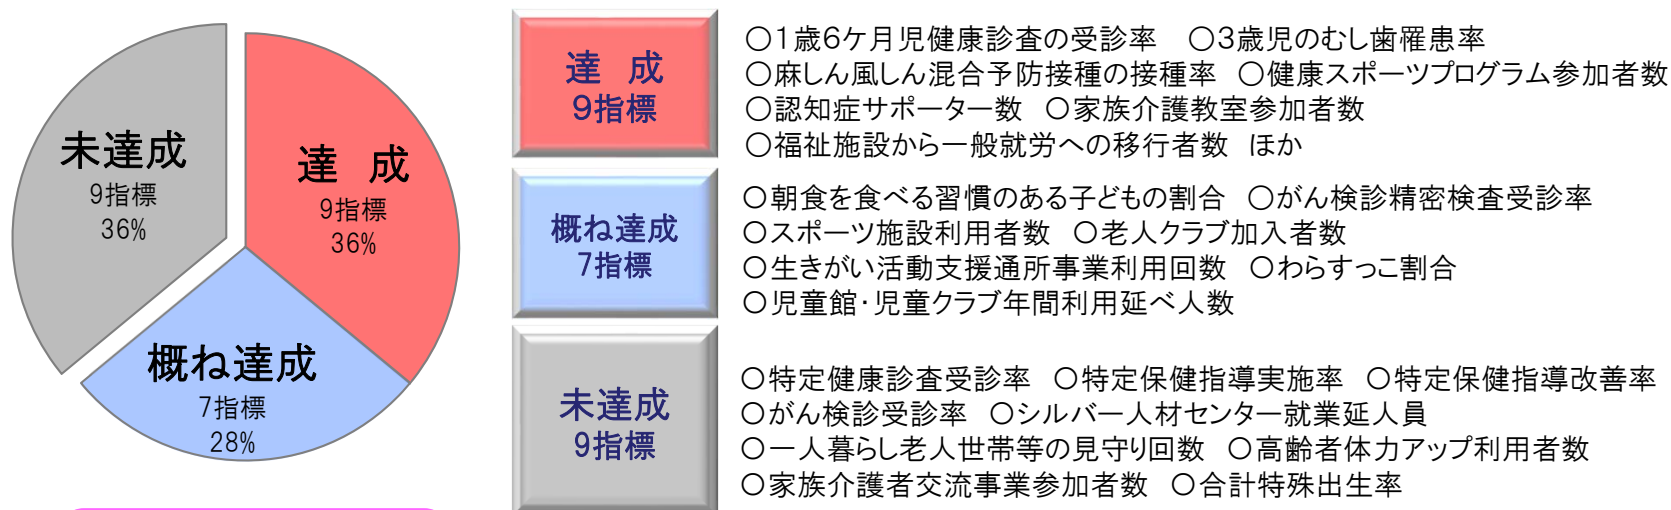 未達成
9指標
36%
達 成
9指標
36%
概ね達成
7指標
28%
達 成
9指標
○1歳6ケ月児健康診査の受診率 ○3歳児のむし歯罹患率
○麻しん風しん混合予防接種の接種率 ○健康スポーツプログラム参加者数
○認知症サポーター数 ○家族介護教室参加者数
○福祉施設から一般就労への移行者数 ほか
概ね達成
7指標
○朝食を食べる習慣のある子どもの割合 ○がん検診精密検査受診率
○スポーツ施設利用者数 ○老人クラブ加入者数
○生きがい活動支援通所事業利用回数 ○わらすっこ割合
○児童館・児童クラブ年間利用延べ人数
未達成
9指標
○特定健康診査受診率 ○特定保健指導実施率 ○特定保健指導改善率
○がん検診受診率 ○シルバー人材センター就業延人員
○一人暮らし老人世帯等の見守り回数 ○高齢者体力アップ利用者数
○家族介護者交流事業参加者数 ○合計特殊出生率